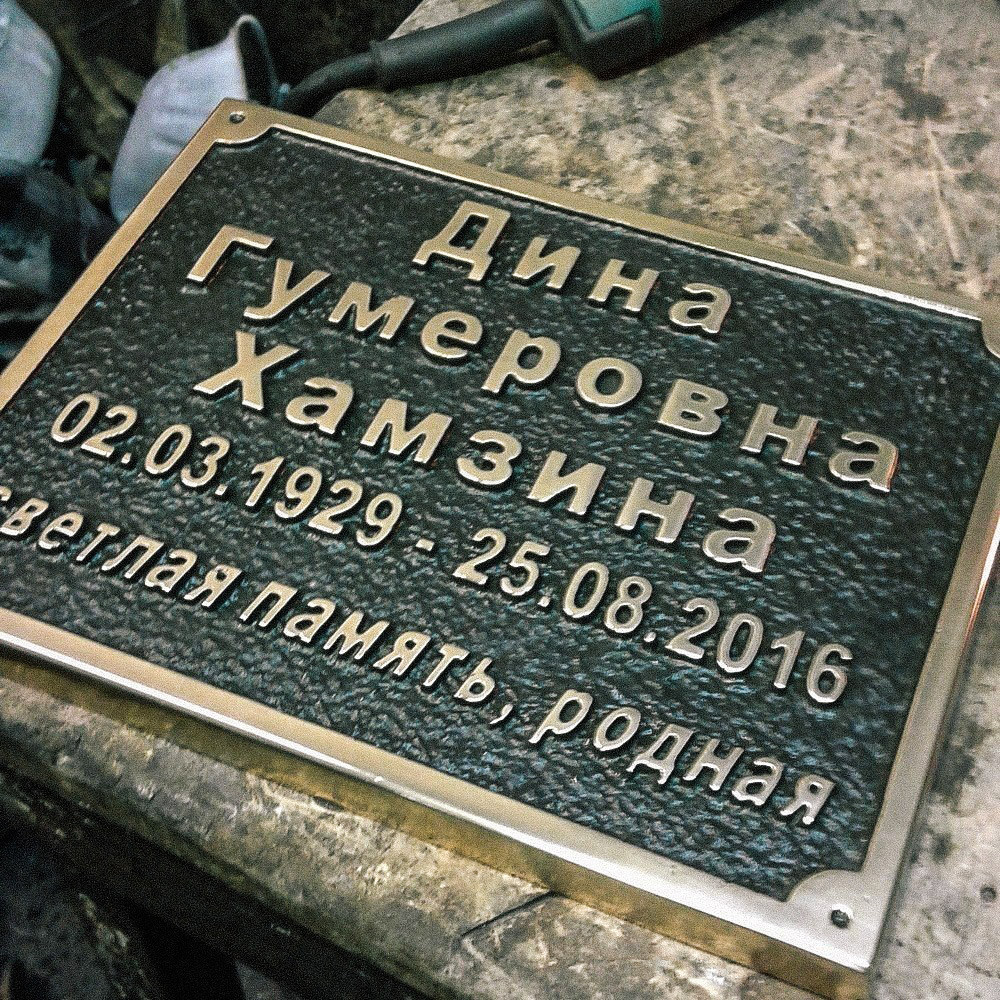 Дина
Гумеровна
Хамзина
02.03.1929 - 25.08.2016
Светлая память, родная